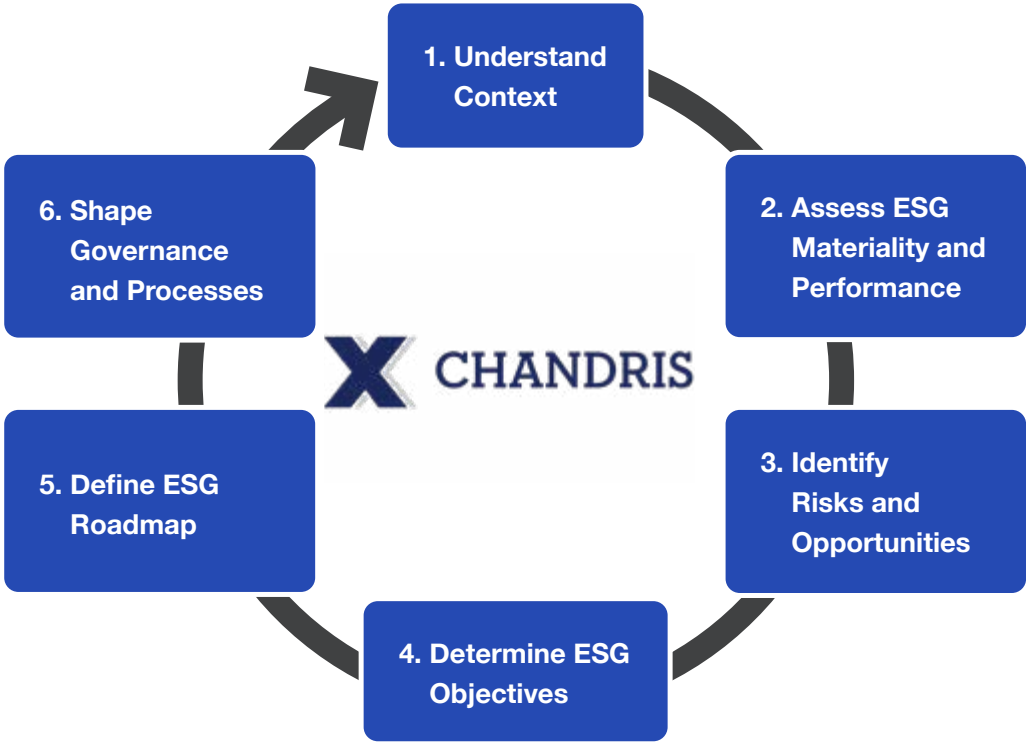 1. Understand
Context
2. Assess ESG
Materiality and
Performance
3. Identify
Risks and
Opportunities
4. Determine ESG
Objectives
5. Define ESG
Roadmap
6. Shape
Governance
and Processes
X CHANDRIS